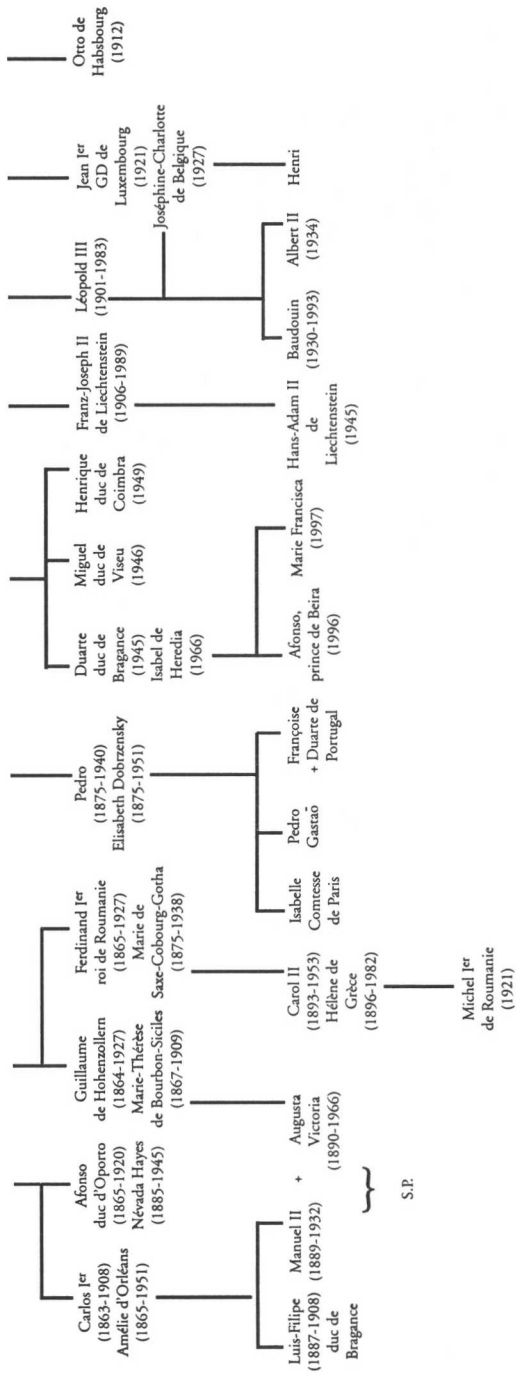 Carlos Ier
(1863-1908)
Amélie d'Orléans
(1865-1951)
Afonso
duc d'Oporto
(1865-1920)
Névada Hayes
(1885-1945)
Guillaume
de Hohenzollern
(1864-1927)
Marie-Thérèse
de Bourbon-Siciles
(1867-1909)
Ferdinand Ier
roi de Roumanie
(1865-1927)
Marie de
Saxe-Cobourg-Gotha
(1875-1938)
Pedro
(1875-1940)
Elisabeth Dobrzensky
(1875-1951)
Duarte
duc de
Bragance
(1945)
Isabel de
Heredia
(1966)
Miguel
duc de
Viseu
(1946)
Henrique
duc de
Coimbra
(1949)
Franz-Joseph II
de Liechtenstein
(1906-1989)
Léopold III
(1901-1983)
Jean Ier
GD de
Luxembourg
(1921)
Joséphine-Charlotte
de Belgique
(1927)
Otto de
Habsbourg
(1912)
Luis-Filipe
(1887-1908)
duc de
Bragance
Manuel II
(1889-1932)
+
Augusta
Victoria
(1890-1966)
S.P.
Carol II
(1893-1953)
Hélène de
Grèce
(1896-1982)
Isabelle
Comtesse
de Paris
Pedro
Gastaõ
Françoise
+ Duarte de
Portugal
Afonso,
prince de Beira
(1996)
Marie Francisca
(1997)
Hans-Adam II
de
Liechtenstein
(1945)
Baudouin
(1930-1993)
Albert II
(1934)
Henri
Michel Ier
de Roumanie
(1921)